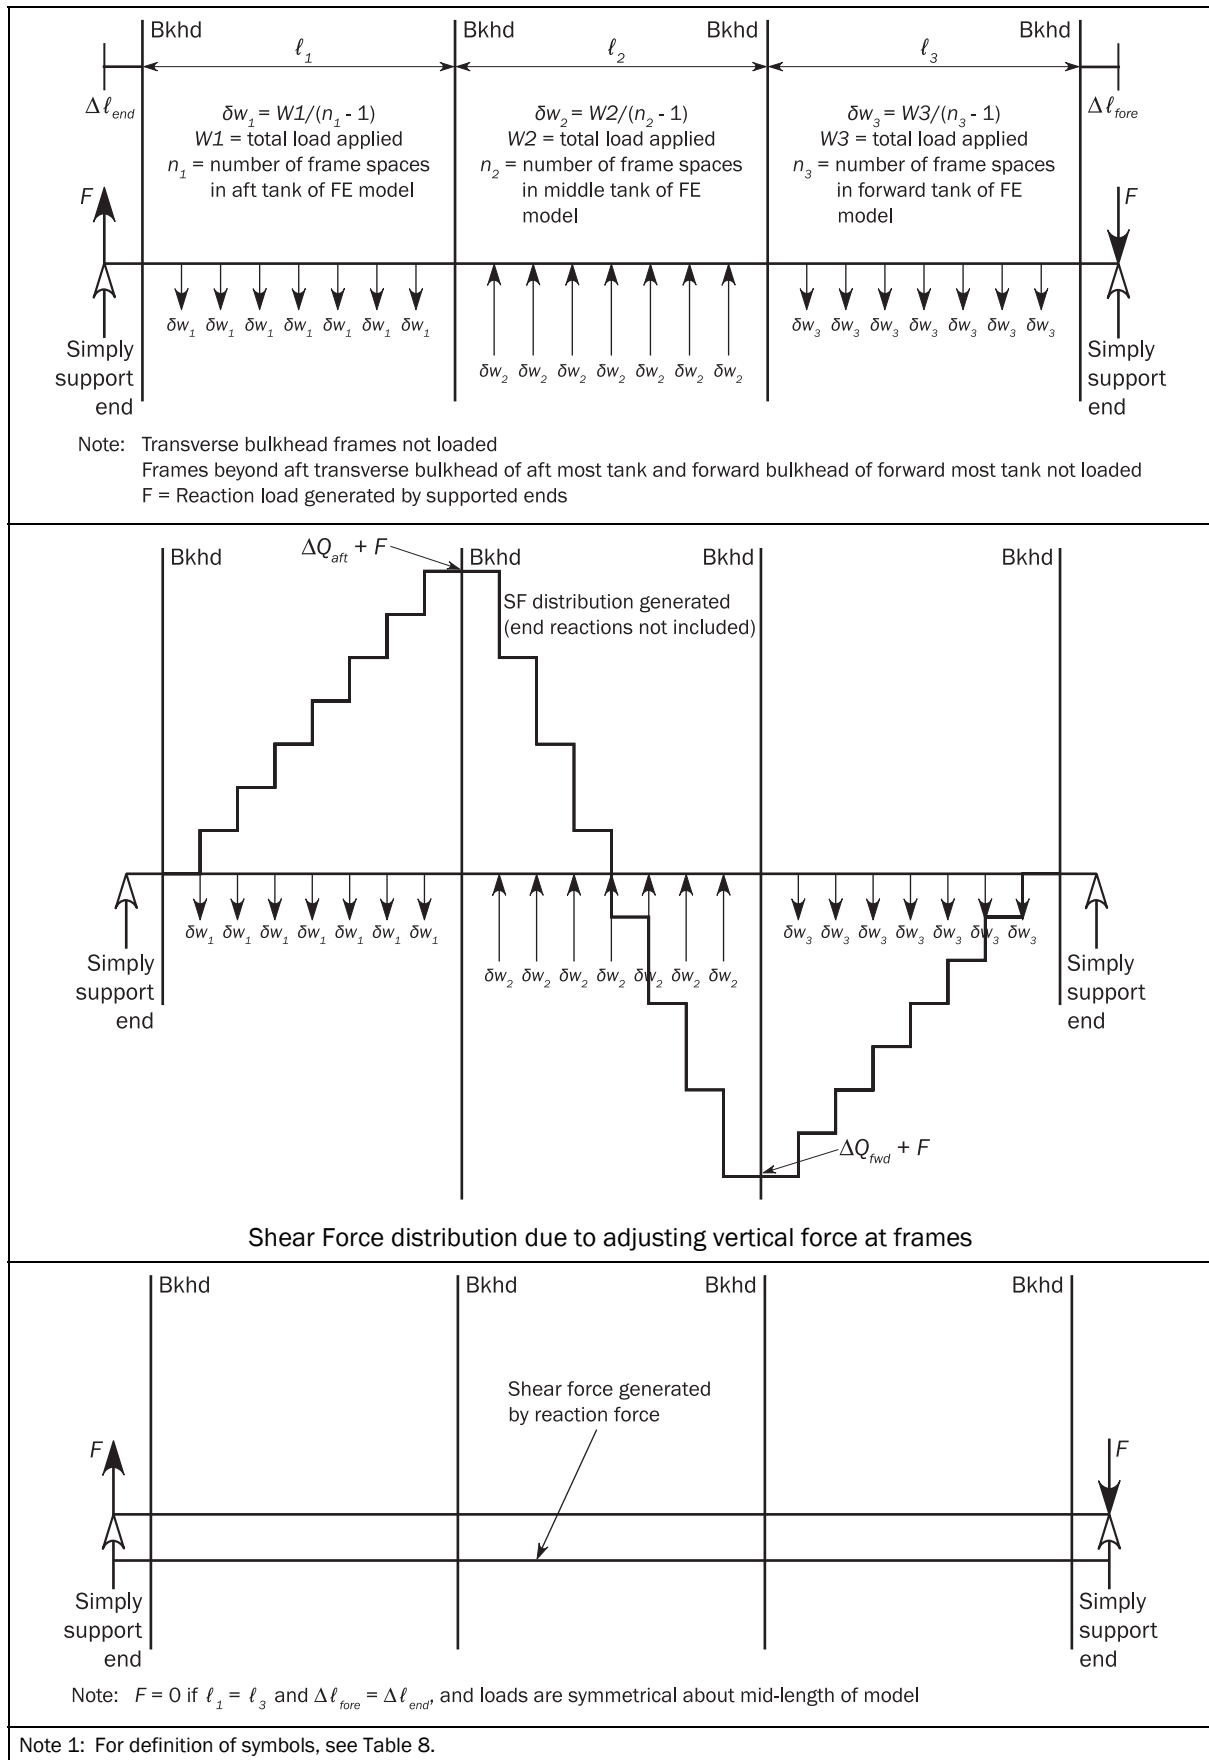 Bkhd Bkhd Bkhd Bkhd
ℓ₁ ℓ₂ ℓ₃
Δℓend Δℓfore
δw₁ = W1/(n₁ - 1)
W1 = total load applied
n₁ = number of frame spaces
in aft tank of FE model
δw₂ = W2/(n₂ - 1)
W2 = total load applied
n₂ = number of frame spaces
in middle tank of FE
model
δw₃ = W3/(n₃ - 1)
W3 = total load applied
n₃ = number of frame spaces
in forward tank of FE
model
F F
δw₁ δw₁ δw₁ δw₁ δw₁ δw₁ δw₁
δw₂ δw₂ δw₂ δw₂ δw₂ δw₂ δw₂
δw₃ δw₃ δw₃ δw₃ δw₃ δw₃ δw₃
Simply
support
end
Simply
support
end
Note: Transverse bulkhead frames not loaded
Frames beyond aft transverse bulkhead of aft most tank and forward bulkhead of forward most tank not loaded
F = Reaction load generated by supported ends
ΔQaft + F
Bkhd Bkhd Bkhd Bkhd
SF distribution generated
(end reactions not included)
δw₁ δw₁ δw₁ δw₁ δw₁ δw₁ δw₁
δw₂ δw₂ δw₂ δw₂ δw₂ δw₂ δw₂
δw₃ δw₃ δw₃ δw₃ δw₃ δw₃ δw₃
Simply
support
end
Simply
support
end
ΔQfwd + F
Shear Force distribution due to adjusting vertical force at frames
Bkhd Bkhd Bkhd Bkhd
Shear force generated
by reaction force
F F
Simply
support
end
Simply
support
end
Note: F = 0 if ℓ₁ = ℓ₃ and Δℓfore = Δℓend, and loads are symmetrical about mid-length of model
Note 1: For definition of symbols, see Table 8.